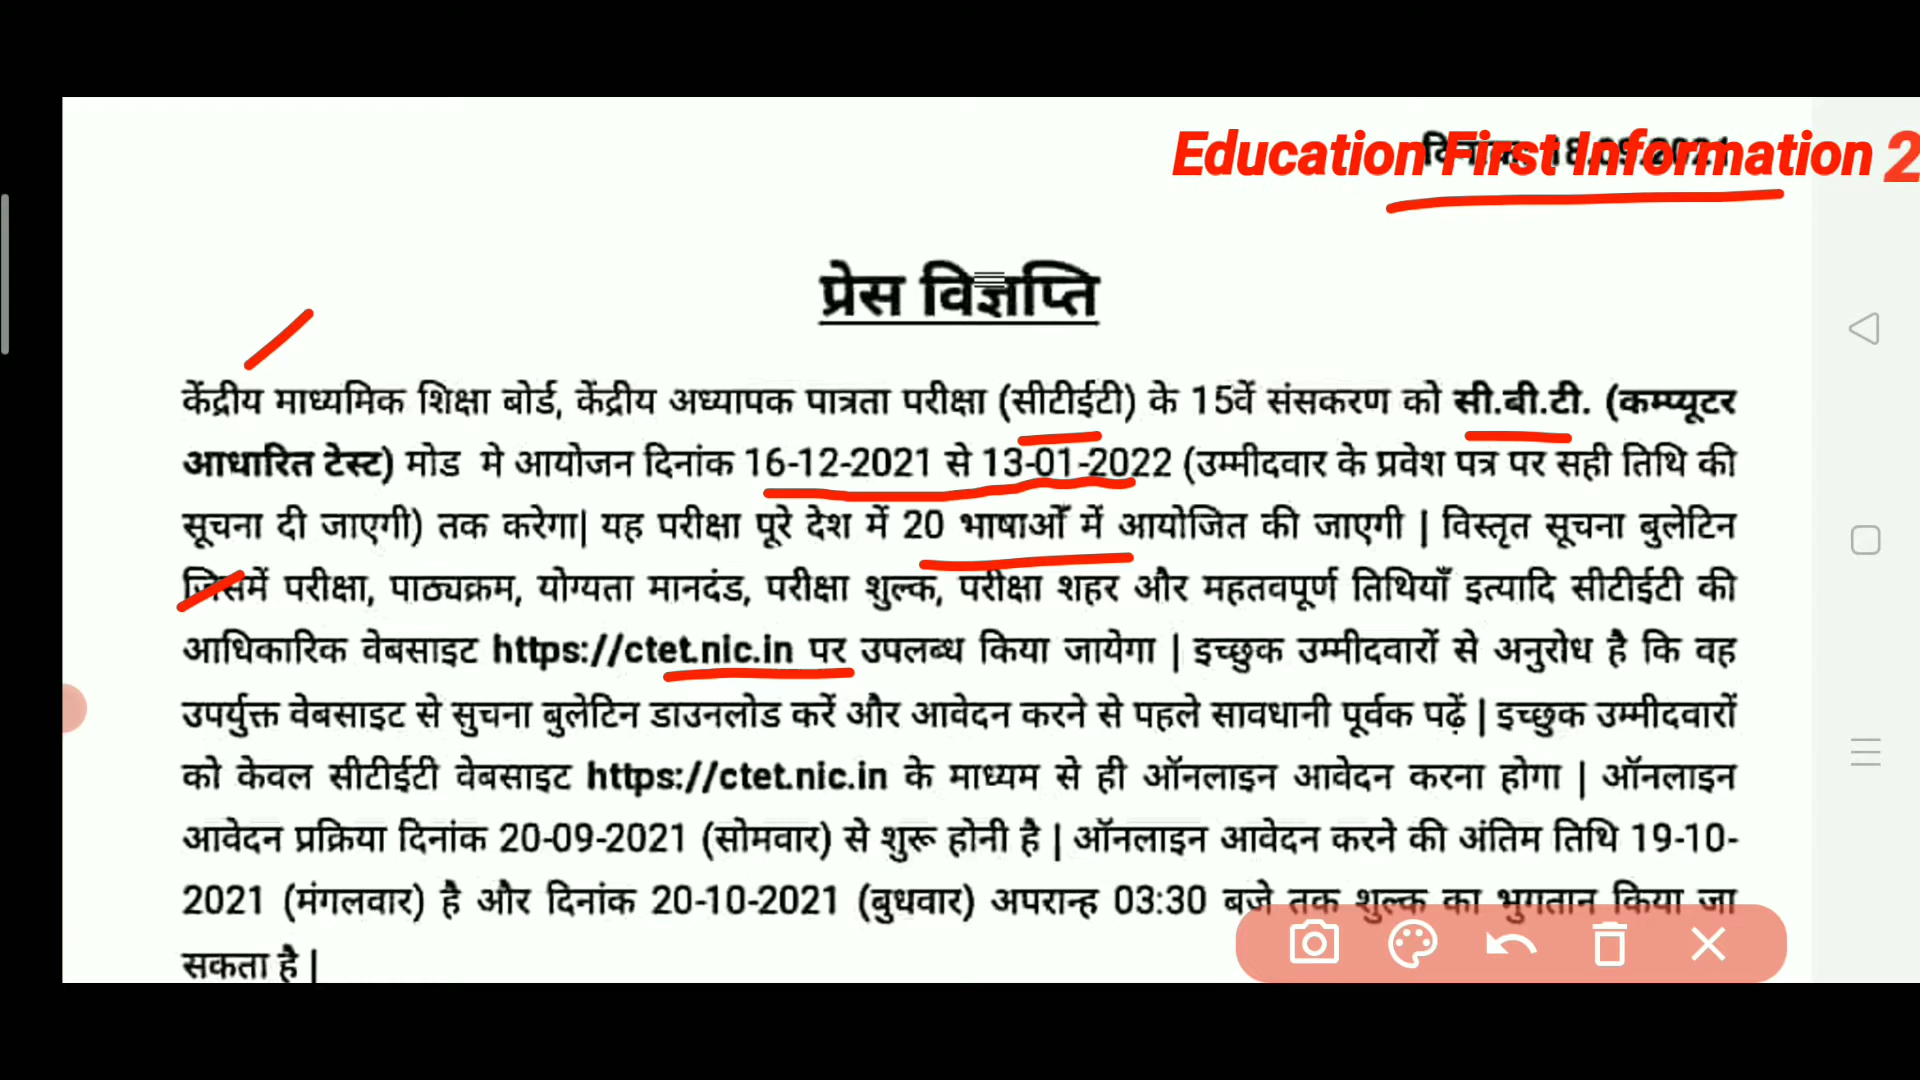 Education First Information 2
दिनांक 18.09.2021
प्रेस विज्ञप्ति
केंद्रीय माध्यमिक शिक्षा बोर्ड, केंद्रीय अध्यापक पात्रता परीक्षा (सीटीईटी) के 15वें संसकरण को सी.बी.टी. (कम्प्यूटर
आधारित टेस्ट) मोड मे आयोजन दिनांक 16-12-2021 से 13-01-2022 (उम्मीदवार के प्रवेश पत्र पर सही तिथि की
सूचना दी जाएगी) तक करेगा| यह परीक्षा पूरे देश में 20 भाषाओँ में आयोजित की जाएगी | विस्तृत सूचना बुलेटिन
जिसमें परीक्षा, पाठ्यक्रम, योग्यता मानदंड, परीक्षा शुल्क, परीक्षा शहर और महतवपूर्ण तिथियाँ इत्यादि सीटीईटी की
आधिकारिक वेबसाइट https://ctet.nic.in पर उपलब्ध किया जायेगा | इच्छुक उम्मीदवारों से अनुरोध है कि वह
उपर्युक्त वेबसाइट से सुचना बुलेटिन डाउनलोड करें और आवेदन करने से पहले सावधानी पूर्वक पढ़ें | इच्छुक उम्मीदवारों
को केवल सीटीईटी वेबसाइट https://ctet.nic.in के माध्यम से ही ऑनलाइन आवेदन करना होगा | ऑनलाइन
आवेदन प्रक्रिया दिनांक 20-09-2021 (सोमवार) से शुरू होनी है | ऑनलाइन आवेदन करने की अंतिम तिथि 19-10-
2021 (मंगलवार) है और दिनांक 20-10-2021 (बुधवार) अपरान्ह 03:30 बजे तक शुल्क का भुगतान किया जा
सकता है |